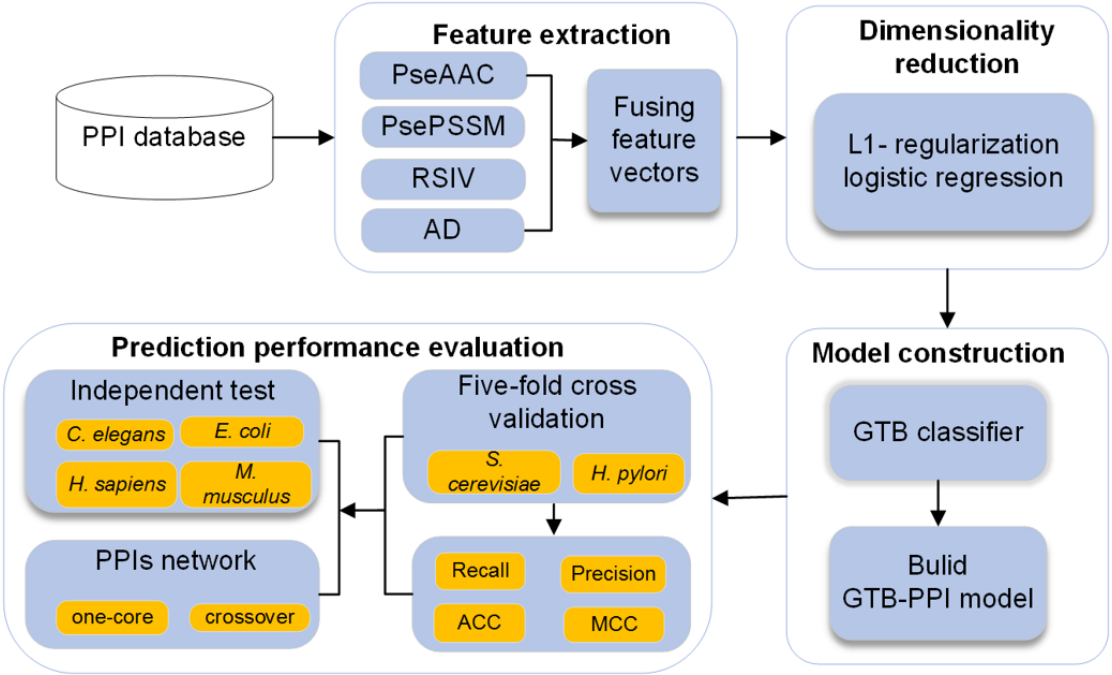 PPI database
Feature extraction
PseAAC
PsePSSM
RSIV
AD
Fusing
feature
vectors
Dimensionality
reduction
L1- regularization
logistic regression
Model construction
GTB classifier
Bulid
GTB-PPI model
Prediction performance evaluation
Independent test
C. elegans
E. coli
H. sapiens
M.
musculus
PPIs network
one-core
crossover
Five-fold cross
validation
S.
cerevisiae
H. pylori
Recall
Precision
ACC
MCC